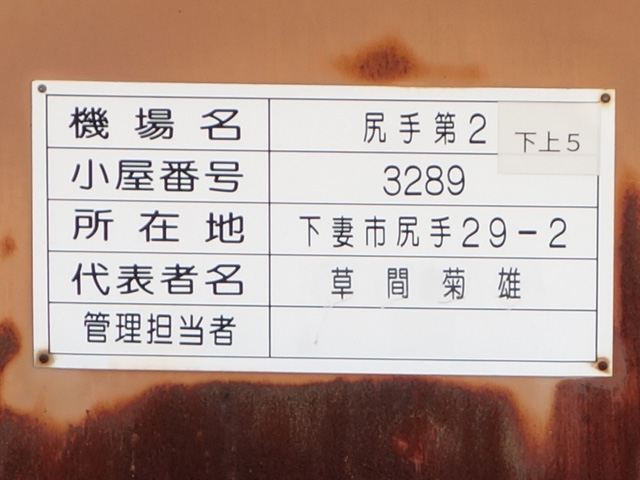 機場名 尻手第2 下上5
小屋番号 3289
所在地 下妻市尻手29-2
代表者名 草間菊雄
管理担当者